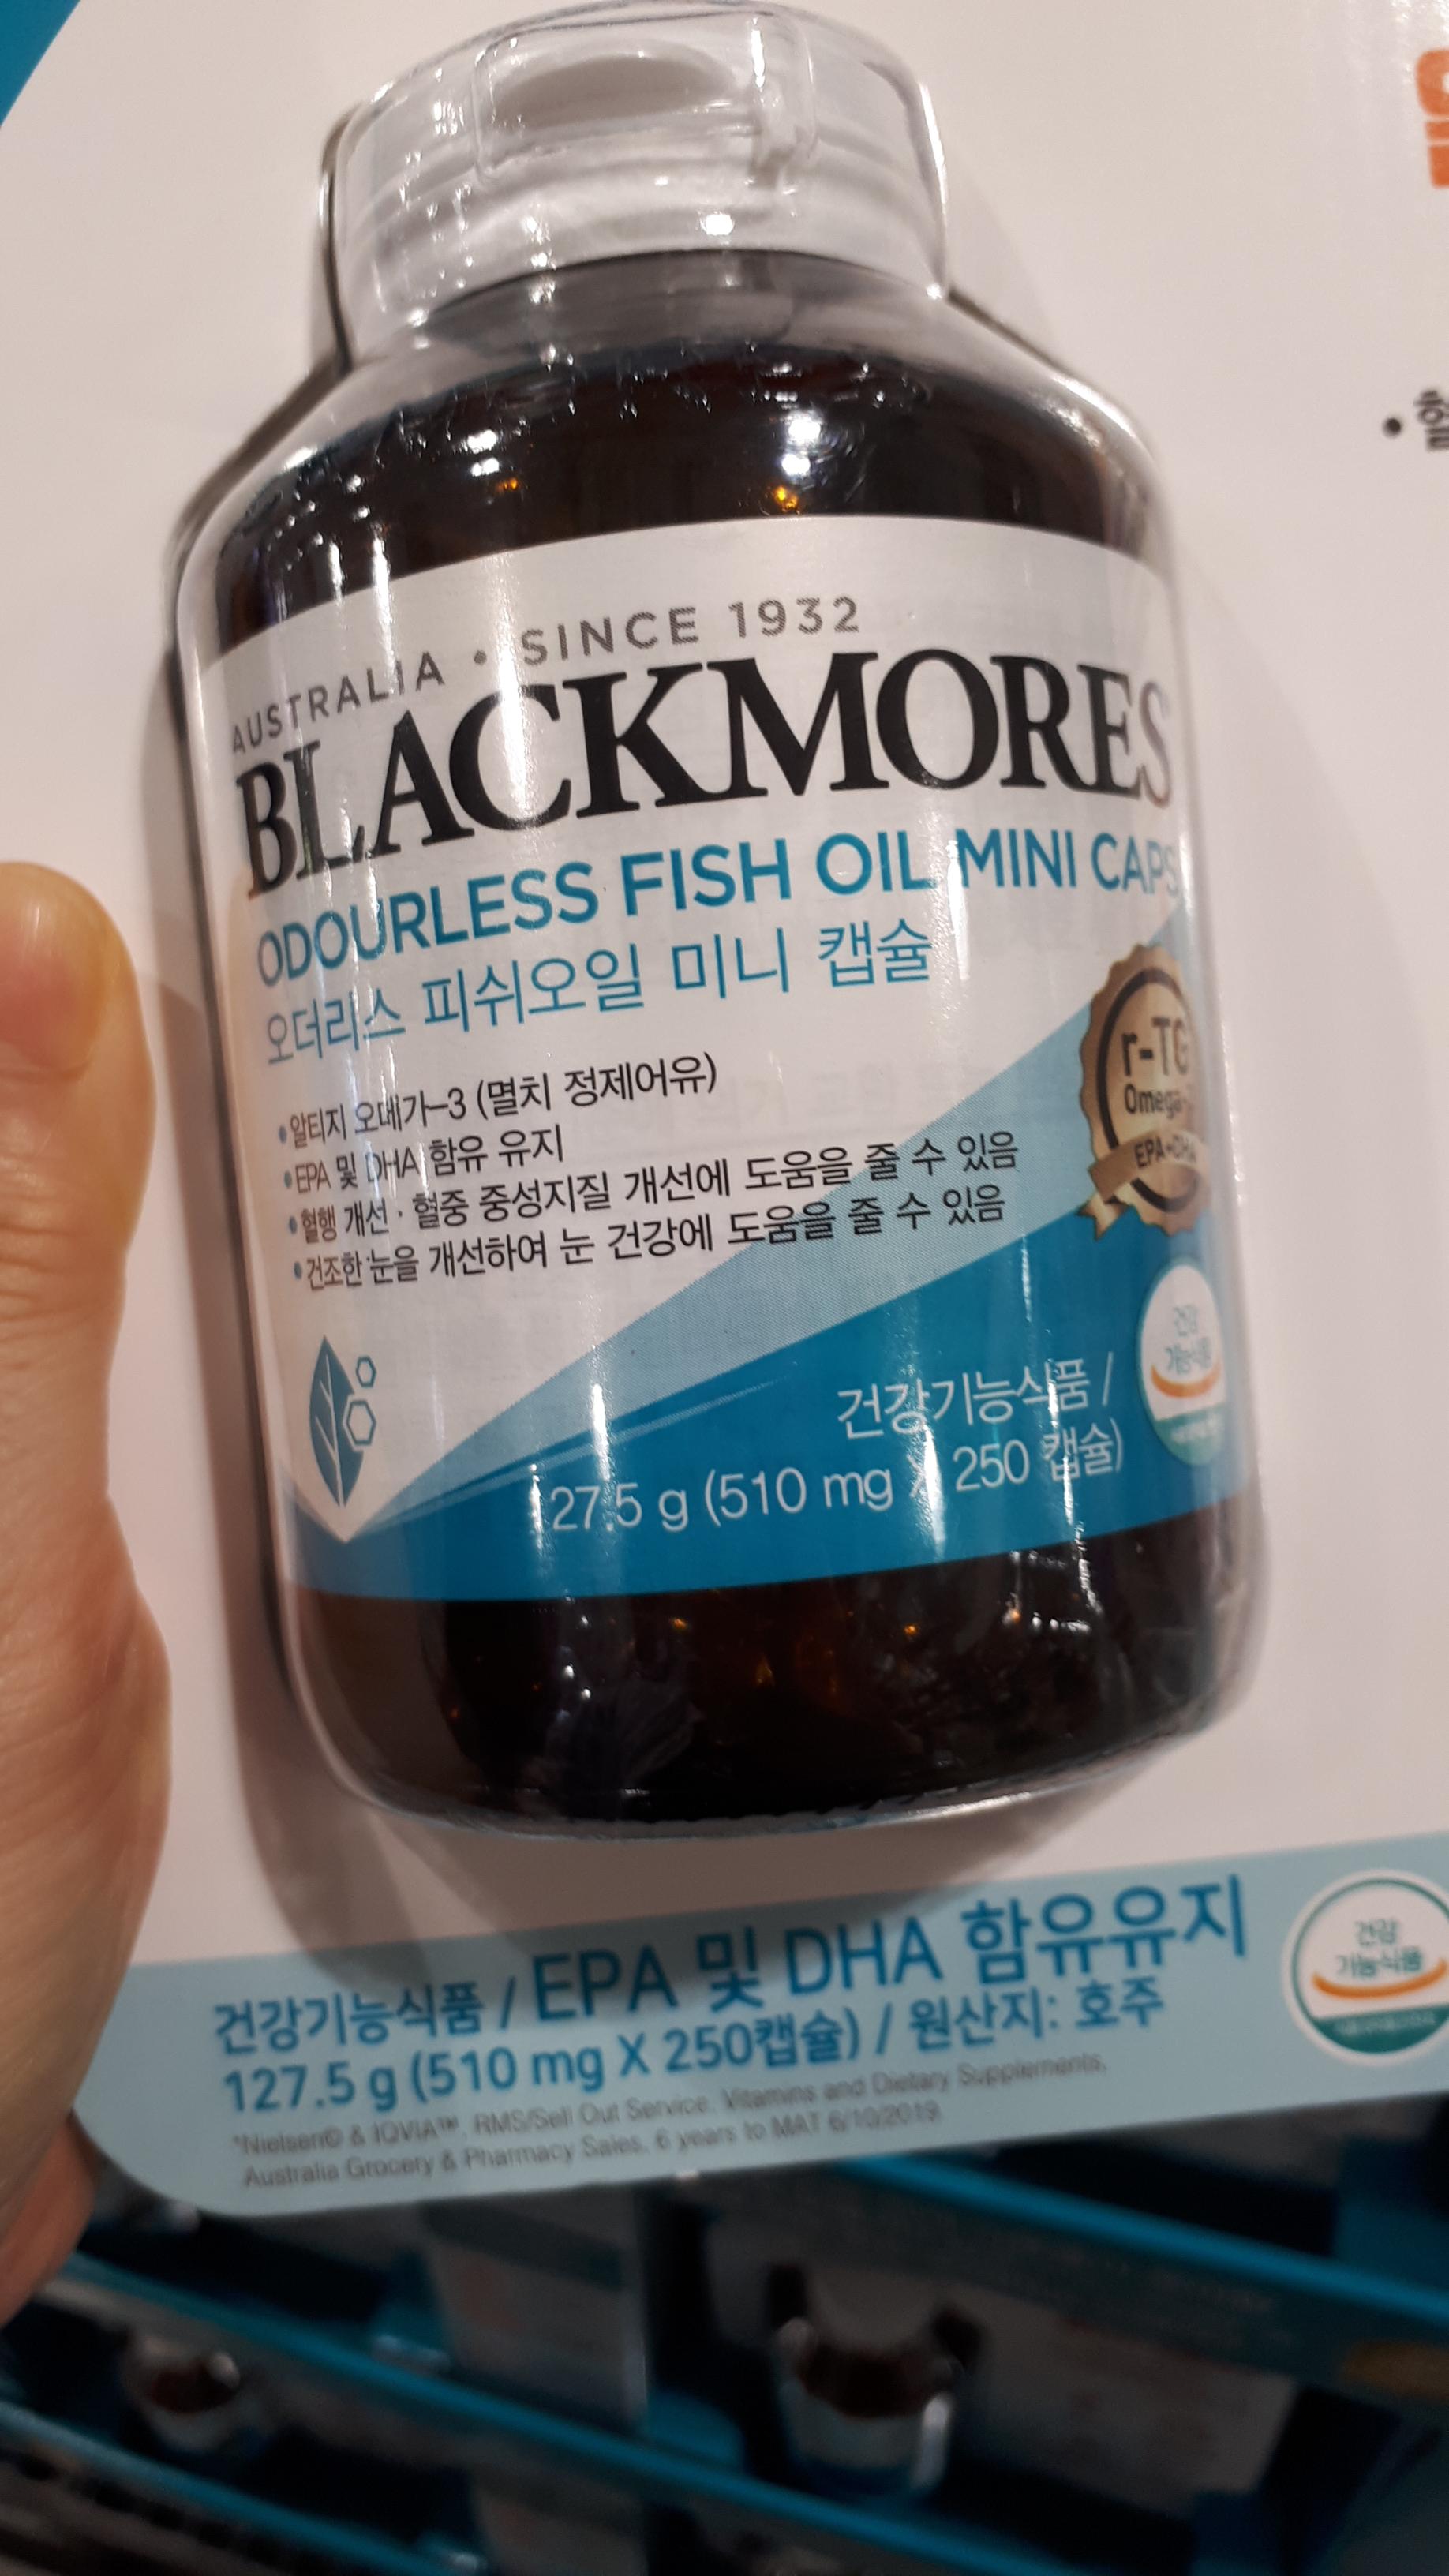 AUSTRALIA • SINCE 1932
BLACKMORES
ODOURLESS FISH OIL MINI CAPS
오더리스 피쉬오일 미니 캡슐
•알티지 오메가-3 (멸치 정제어유)
•EPA 및 DHA 함유 유지
•혈행 개선 · 혈중 중성지질 개선에 도움을 줄 수 있음
•건조한 눈을 개선하여 눈 건강에 도움을 줄 수 있음
r-TG
Omega-
EPA+DHA
건강
기능식품
건강기능식품 /
27.5 g (510 mg X 250 캡슐)
건강기능식품 / EPA 및 DHA 함유유지
127.5 g (510 mg X 250캡슐) / 원산지: 호주
*Nielsen© & IQVIA™, RMS/Sell Out Service. Vitamins and Dietary Supplements,
Australia Grocery & Pharmacy Sales, 6 years to MAT 6/10/2019
건강
기능식품